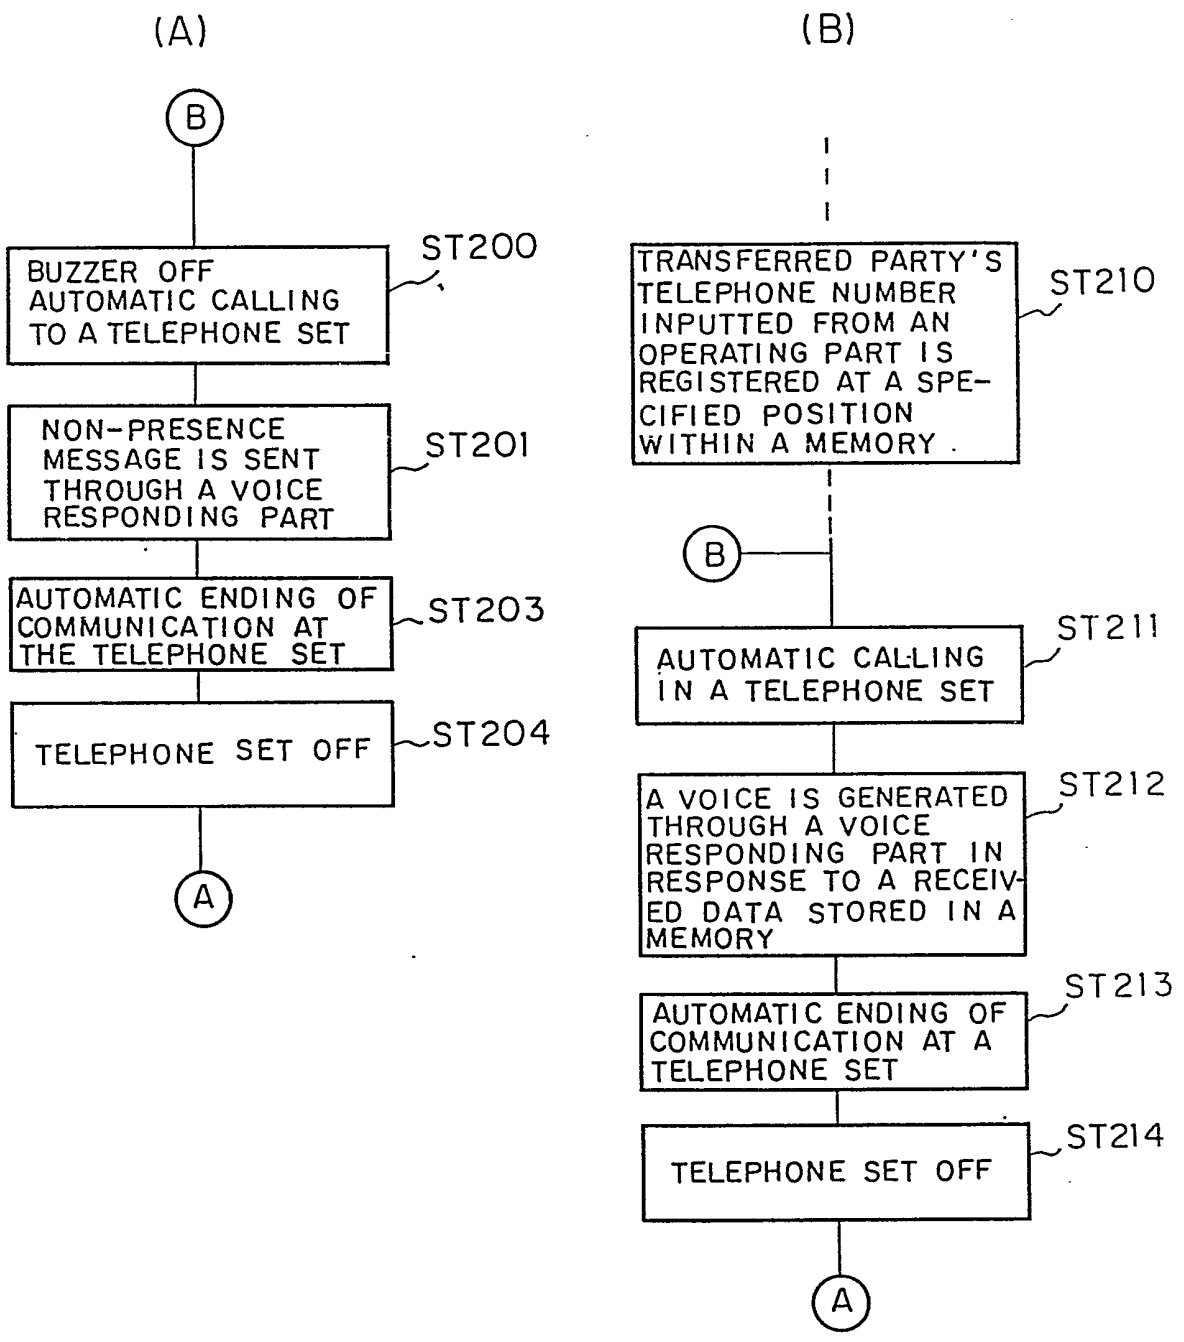 (A)
B
BUZZER OFF
AUTOMATIC CALLING
TO A TELEPHONE SET
ST200
NON-PRESENCE
MESSAGE IS SENT
THROUGH A VOICE
RESPONDING PART
ST201
AUTOMATIC ENDING OF
COMMUNICATION AT
THE TELEPHONE SET
ST203
TELEPHONE SET OFF
ST204
A
(B)
TRANSFERRED PARTY'S
TELEPHONE NUMBER
INPUTTED FROM AN
OPERATING PART IS
REGISTERED AT A SPE-
CIFIED POSITION
WITHIN A MEMORY.
ST210
B
AUTOMATIC CALLING
IN A TELEPHONE SET
ST211
A VOICE IS GENERATED
THROUGH A VOICE
RESPONDING PART IN
RESPONSE TO A RECEIV-
ED DATA STORED IN A
MEMORY
ST212
AUTOMATIC ENDING OF
COMMUNICATION AT A
TELEPHONE SET
ST213
TELEPHONE SET OFF
ST214
A